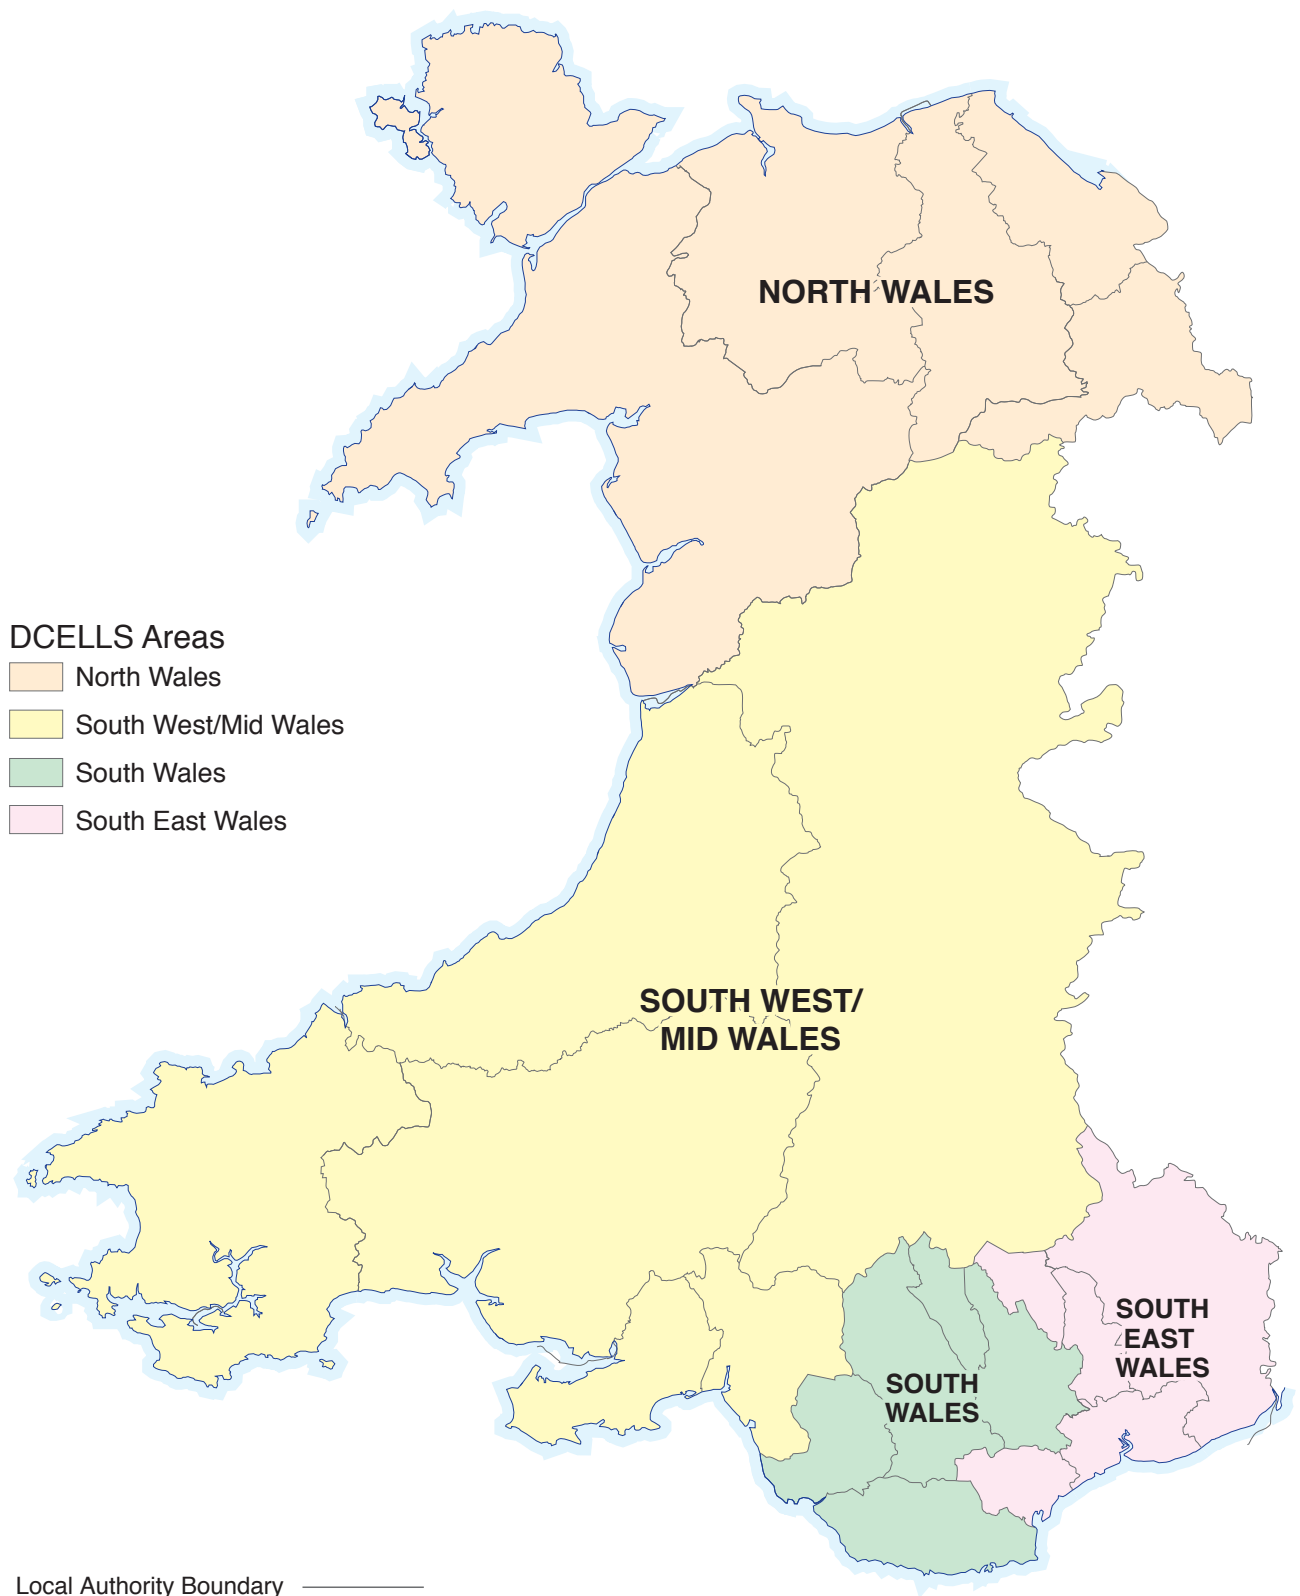 NORTH WALES
DCELLS Areas
North Wales
South West/Mid Wales
South Wales
South East Wales
SOUTH WEST/
MID WALES
SOUTH
EAST
WALES
SOUTH
WALES
Local Authority Boundary